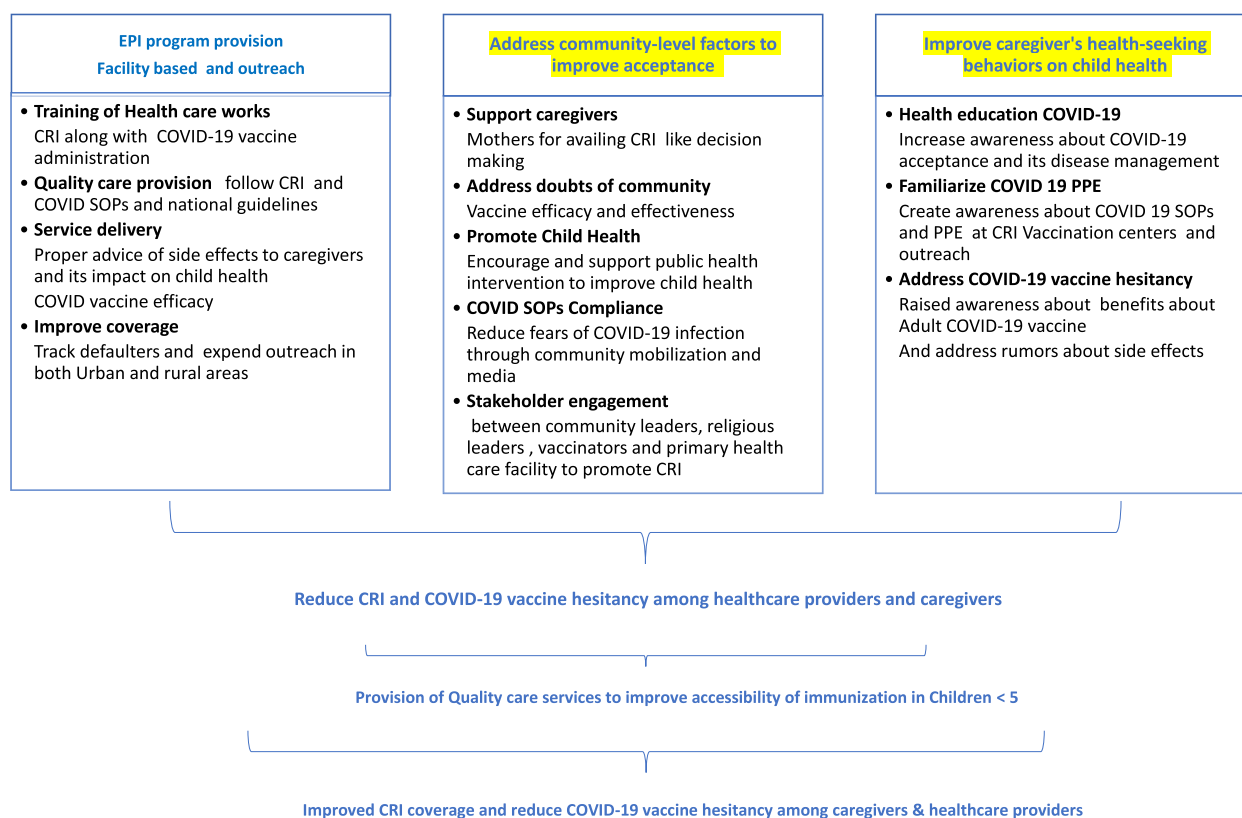 EPI program provision
Facility based and outreach
• Training of Health care works
CRI along with COVID-19 vaccine
administration
• Quality care provision follow CRI and
COVID SOPs and national guidelines
• Service delivery
Proper advice of side effects to caregivers
and its impact on child health
COVID vaccine efficacy
• Improve coverage
Track defaulters and expend outreach in
both Urban and rural areas
Address community-level factors to
improve acceptance
• Support caregivers
Mothers for availing CRI like decision
making
• Address doubts of community
Vaccine efficacy and effectiveness
• Promote Child Health
Encourage and support public health
intervention to improve child health
• COVID SOPs Compliance
Reduce fears of COVID-19 infection
through community mobilization and
media
• Stakeholder engagement
between community leaders, religious
leaders , vaccinators and primary health
care facility to promote CRI
Improve caregiver's health-seeking
behaviors on child health
• Health education COVID-19
Increase awareness about COVID-19
acceptance and its disease management
• Familiarize COVID 19 PPE
Create awareness about COVID 19 SOPs
and PPE at CRI Vaccination centers and
outreach
• Address COVID-19 vaccine hesitancy
Raised awareness about benefits about
Adult COVID-19 vaccine
And address rumors about side effects
Reduce CRI and COVID-19 vaccine hesitancy among healthcare providers and caregivers
Provision of Quality care services to improve accessibility of immunization in Children < 5
Improved CRI coverage and reduce COVID-19 vaccine hesitancy among caregivers & healthcare providers